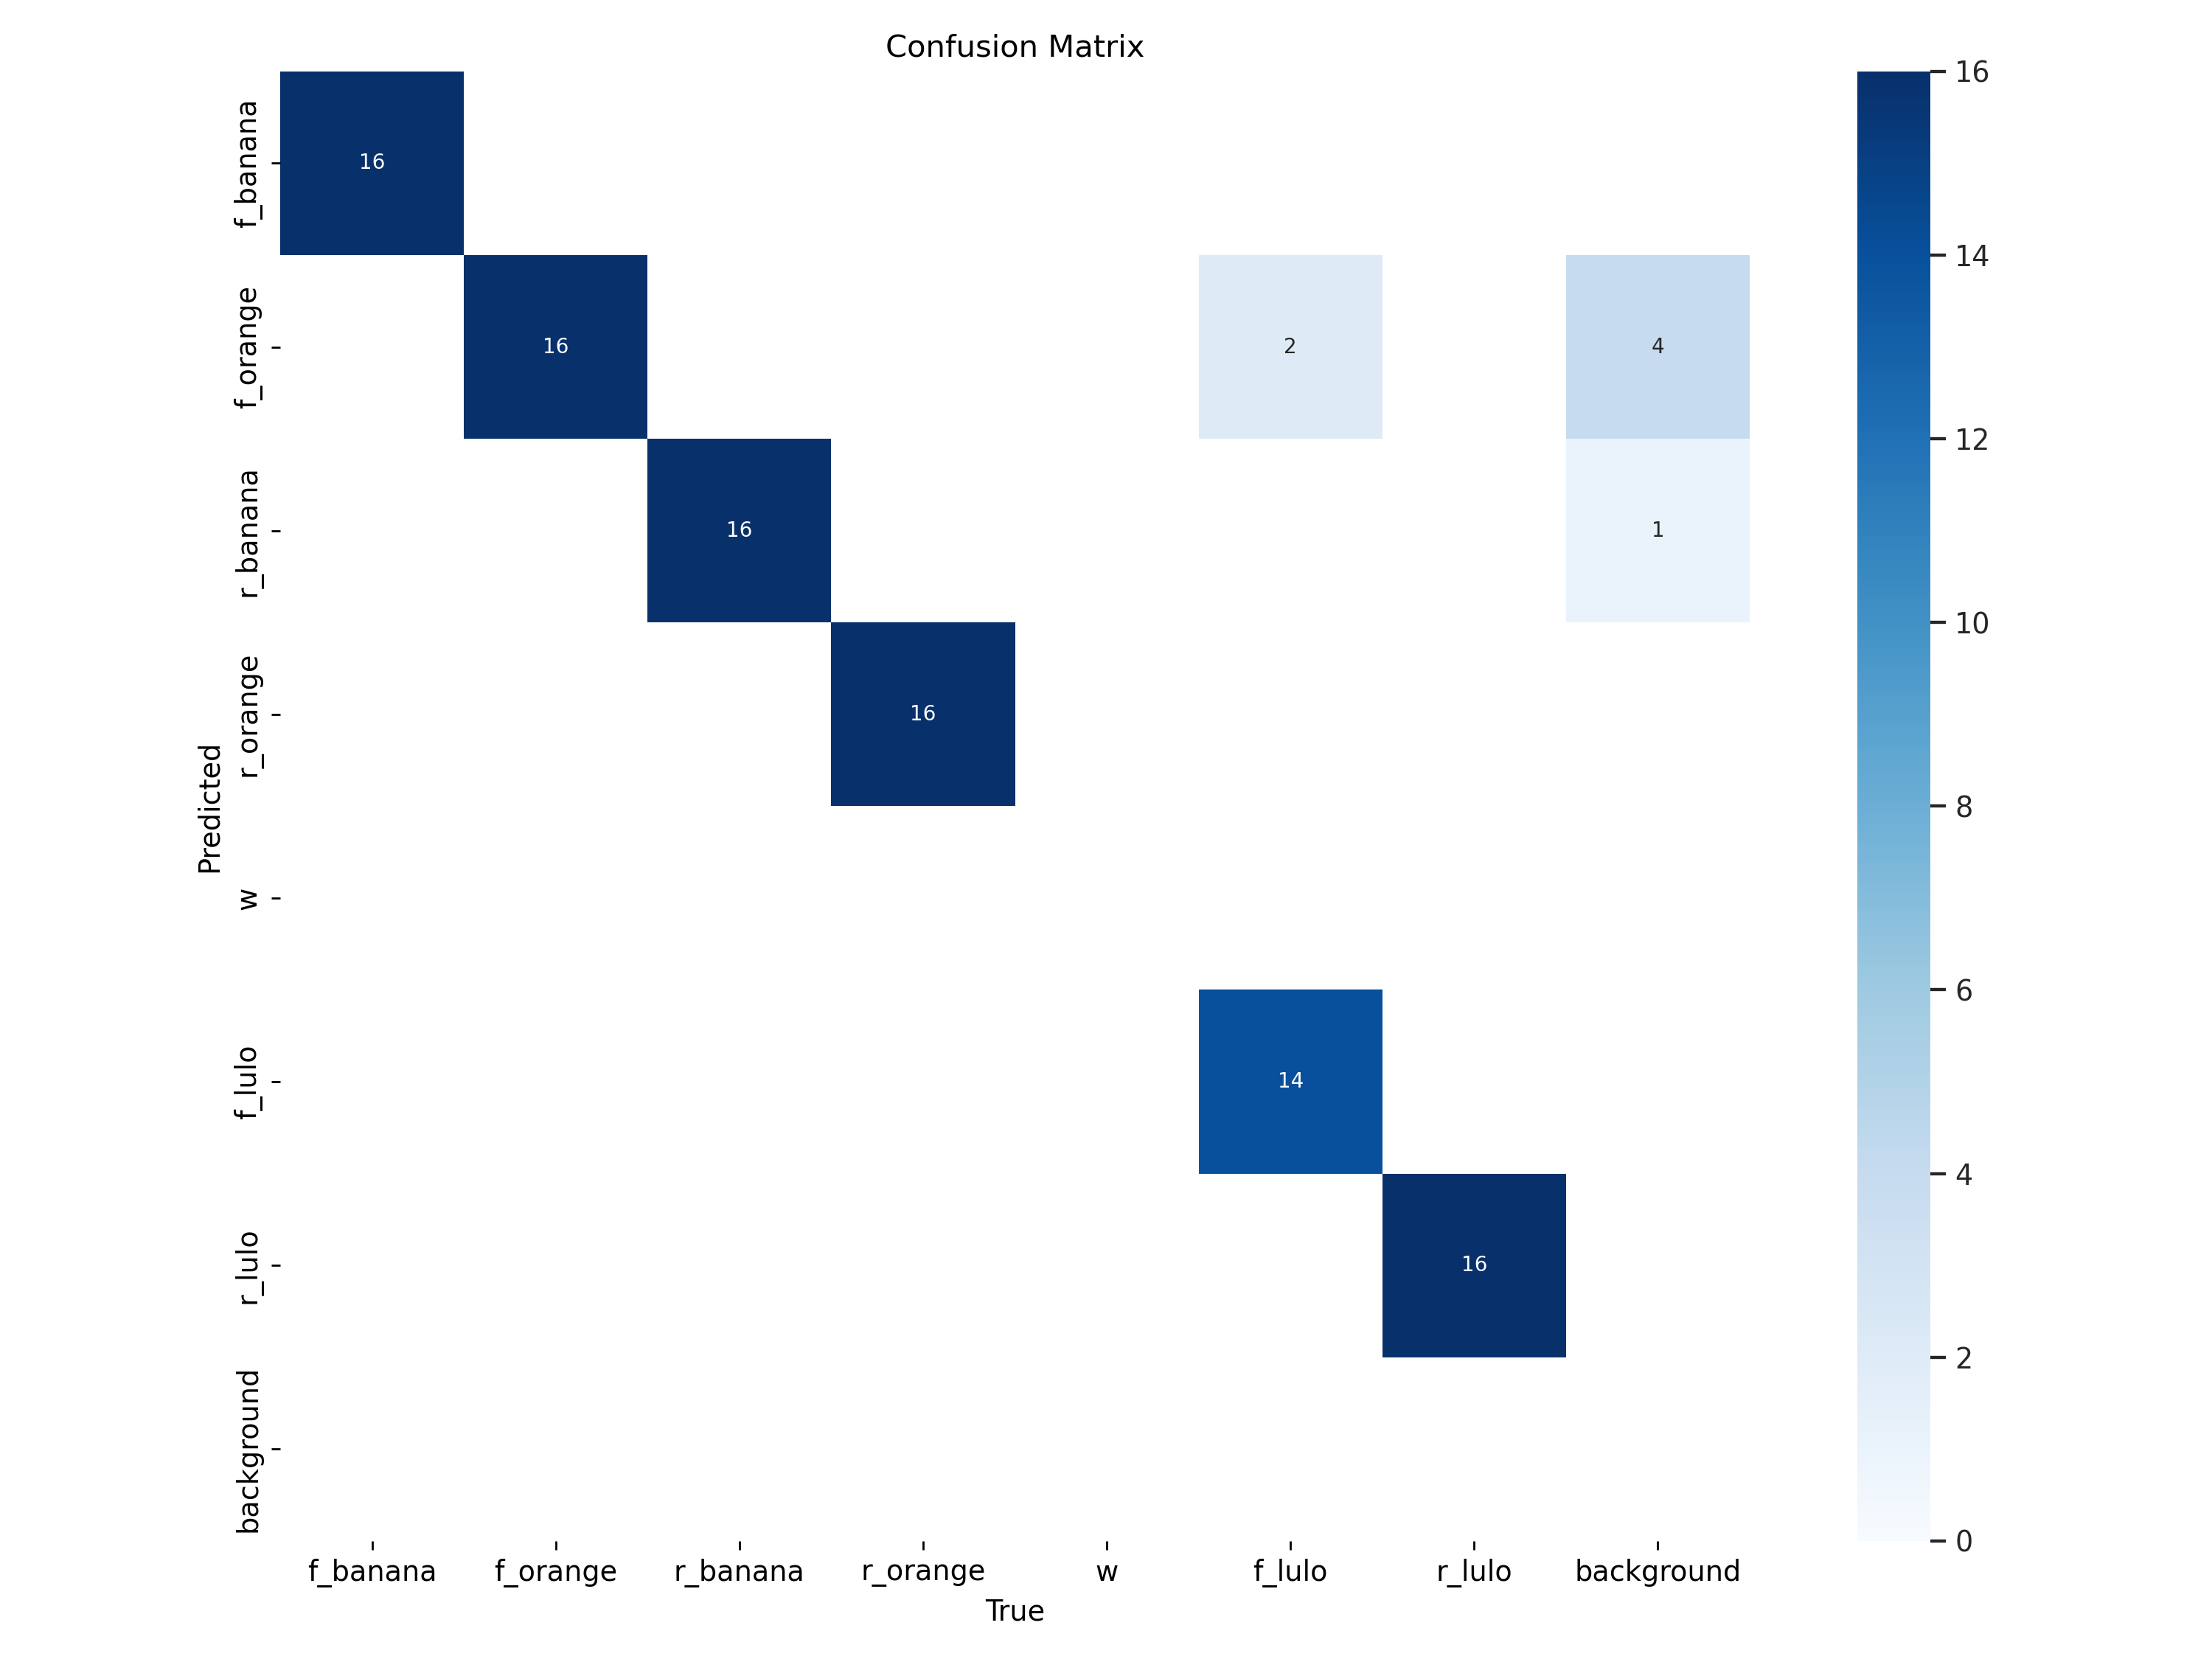 Confusion Matrix
f_banana
f_orange
r_banana
r_orange
w
f_lulo
r_lulo
background
Predicted
16
16 2 4
16 1
16
14
16
f_banana f_orange r_banana r_orange w f_lulo r_lulo background
True
16
14
12
10
8
6
4
2
0